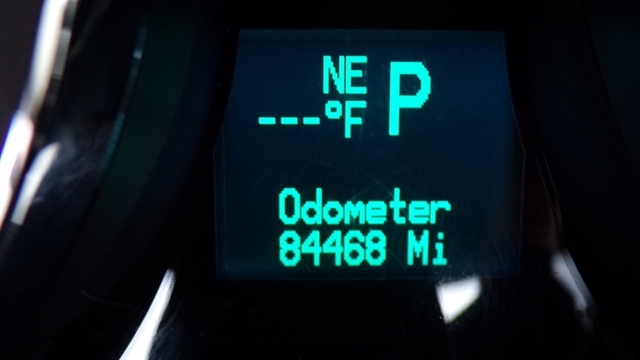 NE P
---°F
Odometer
84468 Mi